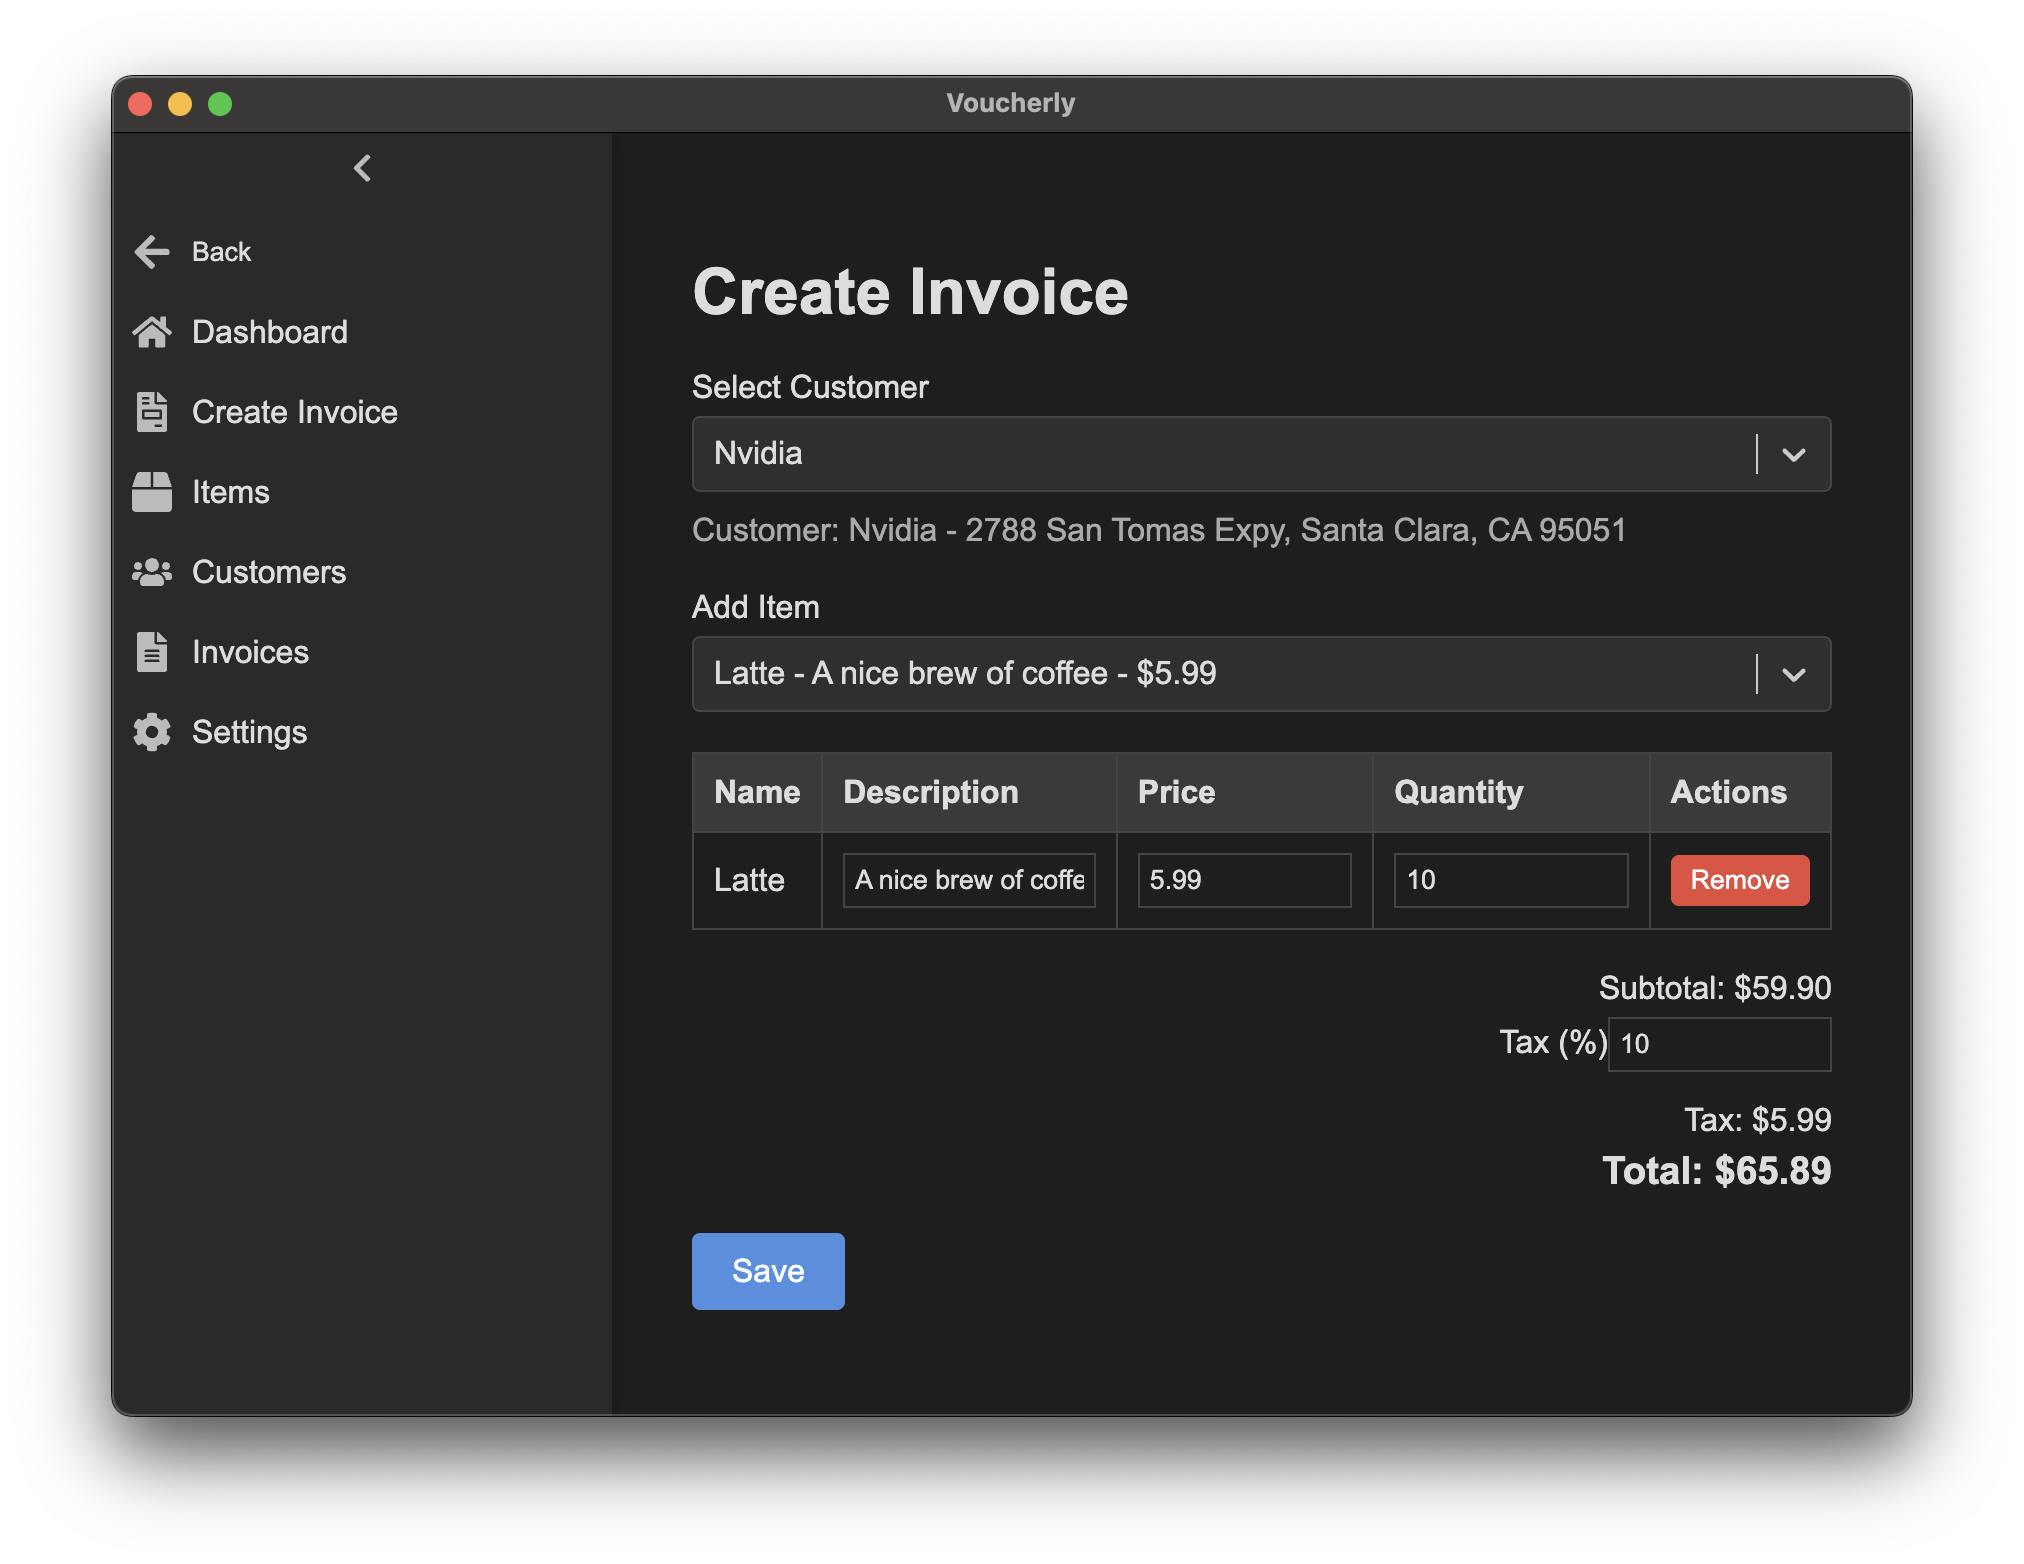 Voucherly
Back
Dashboard
Create Invoice
Items
Customers
Invoices
Settings
Create Invoice
Select Customer
Nvidia
Customer: Nvidia - 2788 San Tomas Expy, Santa Clara, CA 95051
Add Item
Latte - A nice brew of coffee - $5.99
Name Description Price Quantity Actions
Latte A nice brew of coffe 5.99 10 Remove
Subtotal: $59.90
Tax (%) 10
Tax: $5.99
Total: $65.89
Save